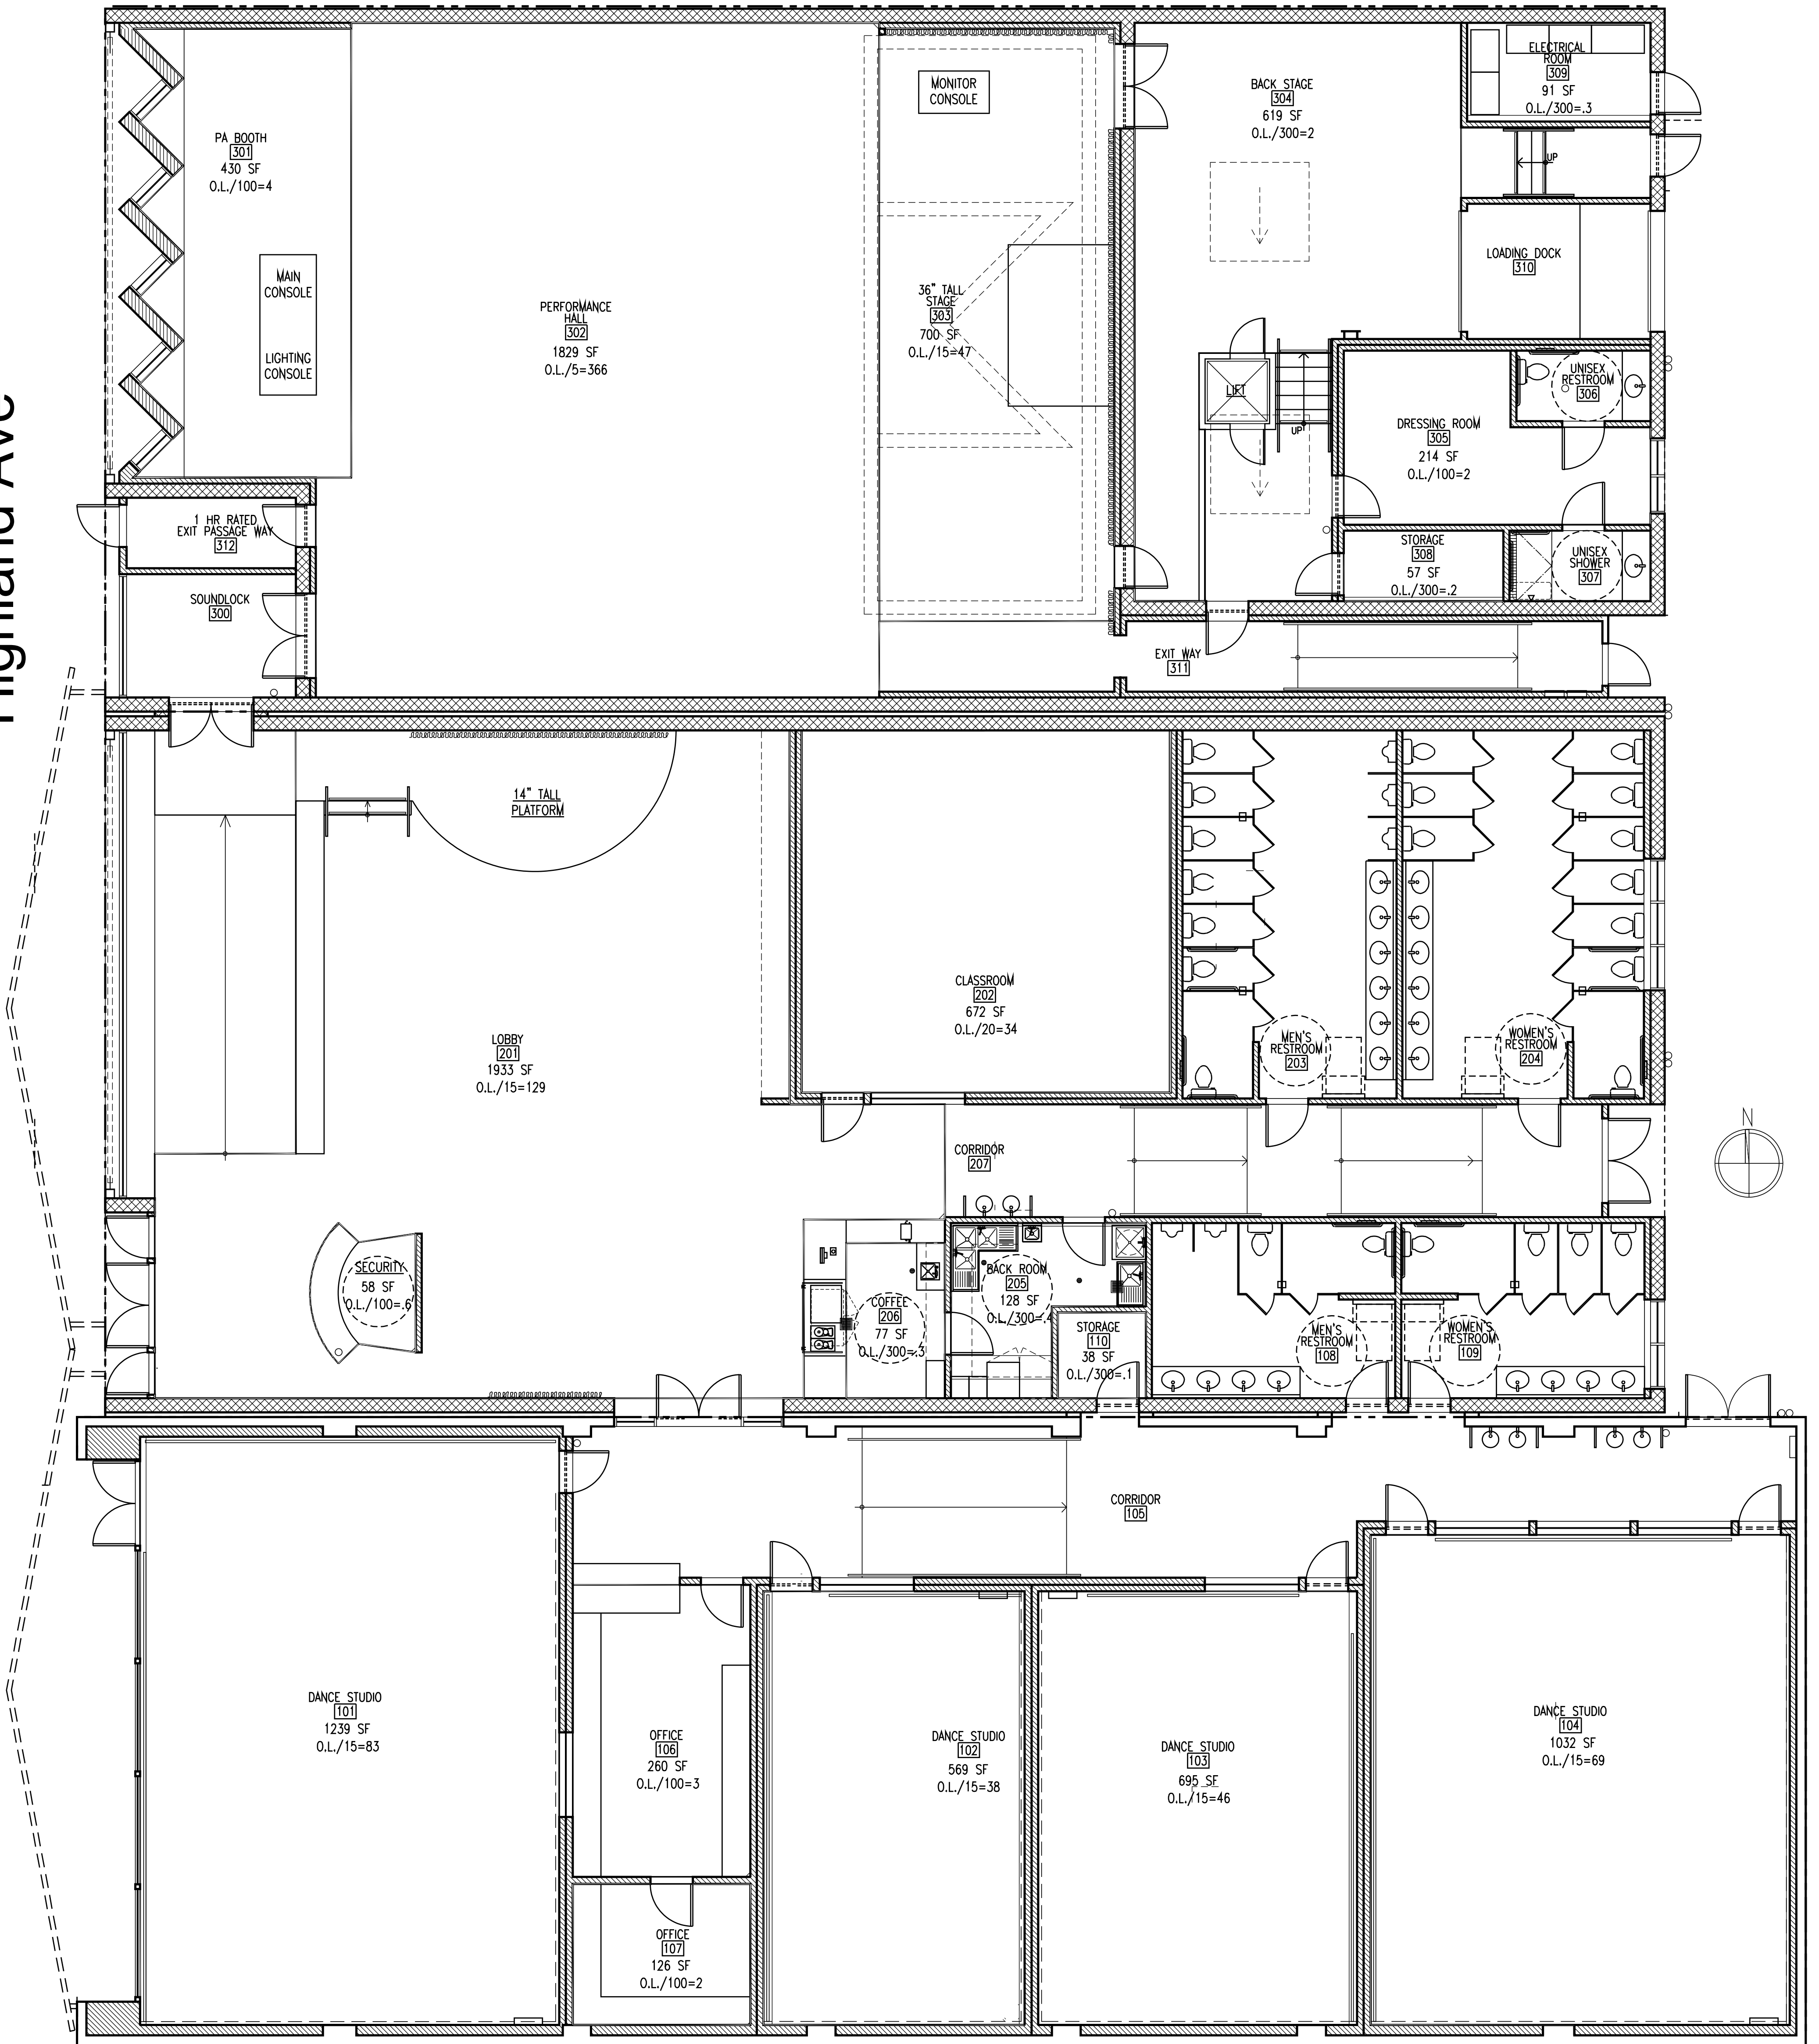 Highland Ave
PA BOOTH
301
430 SF
O.L./100=4
MAIN
CONSOLE
LIGHTING
CONSOLE
PERFORMANCE
HALL
302
1829 SF
O.L./5=366
MONITOR
CONSOLE
36" TALL
STAGE
303
700 SF
O.L./15=47
BACK STAGE
304
619 SF
O.L./300=2
ELECTRICAL
ROOM
309
91 SF
O.L./300=.3
UP
LOADING DOCK
310
LIFT
UP
UNISEX
RESTROOM
306
DRESSING ROOM
305
214 SF
O.L./100=2
STORAGE
308
57 SF
O.L./300=.2
UNISEX
SHOWER
307
1 HR RATED
EXIT PASSAGE WAY
312
SOUNDLOCK
300
EXIT WAY
311
14" TALL
PLATFORM
LOBBY
201
1933 SF
O.L./15=129
CLASSROOM
202
672 SF
O.L./20=34
MEN'S
RESTROOM
203
WOMEN'S
RESTROOM
204
N
CORRIDOR
207
SECURITY
58 SF
O.L./100=.6
COFFEE
206
77 SF
O.L./300=.3
BACK ROOM
205
128 SF
O.L./300=.4
STORAGE
110
38 SF
O.L./300=.1
MEN'S
RESTROOM
108
WOMEN'S
RESTROOM
109
CORRIDOR
105
DANCE STUDIO
101
1239 SF
O.L./15=83
OFFICE
106
260 SF
O.L./100=3
DANCE STUDIO
102
569 SF
O.L./15=38
DANCE STUDIO
103
695 SF
O.L./15=46
DANCE STUDIO
104
1032 SF
O.L./15=69
OFFICE
107
126 SF
O.L./100=2